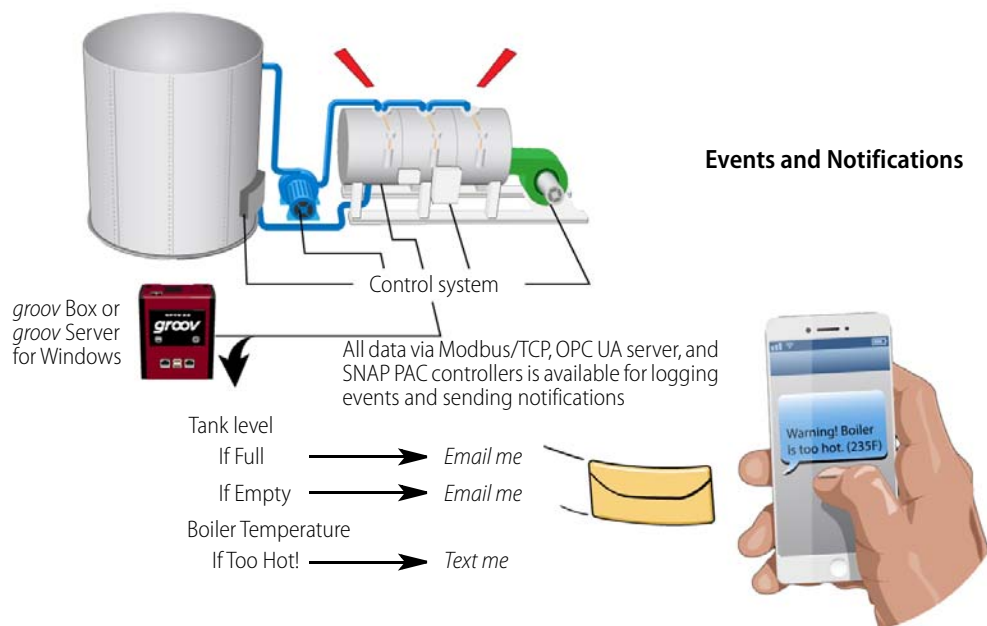 Events and Notifications
Control system
groov Box or
groov Server
for Windows
groov
All data via Modbus/TCP, OPC UA server, and
SNAP PAC controllers is available for logging
events and sending notifications
Tank level
If Full
Email me
If Empty
Email me
Boiler Temperature
If Too Hot!
Text me
Warning! Boiler
is too hot. (235F)